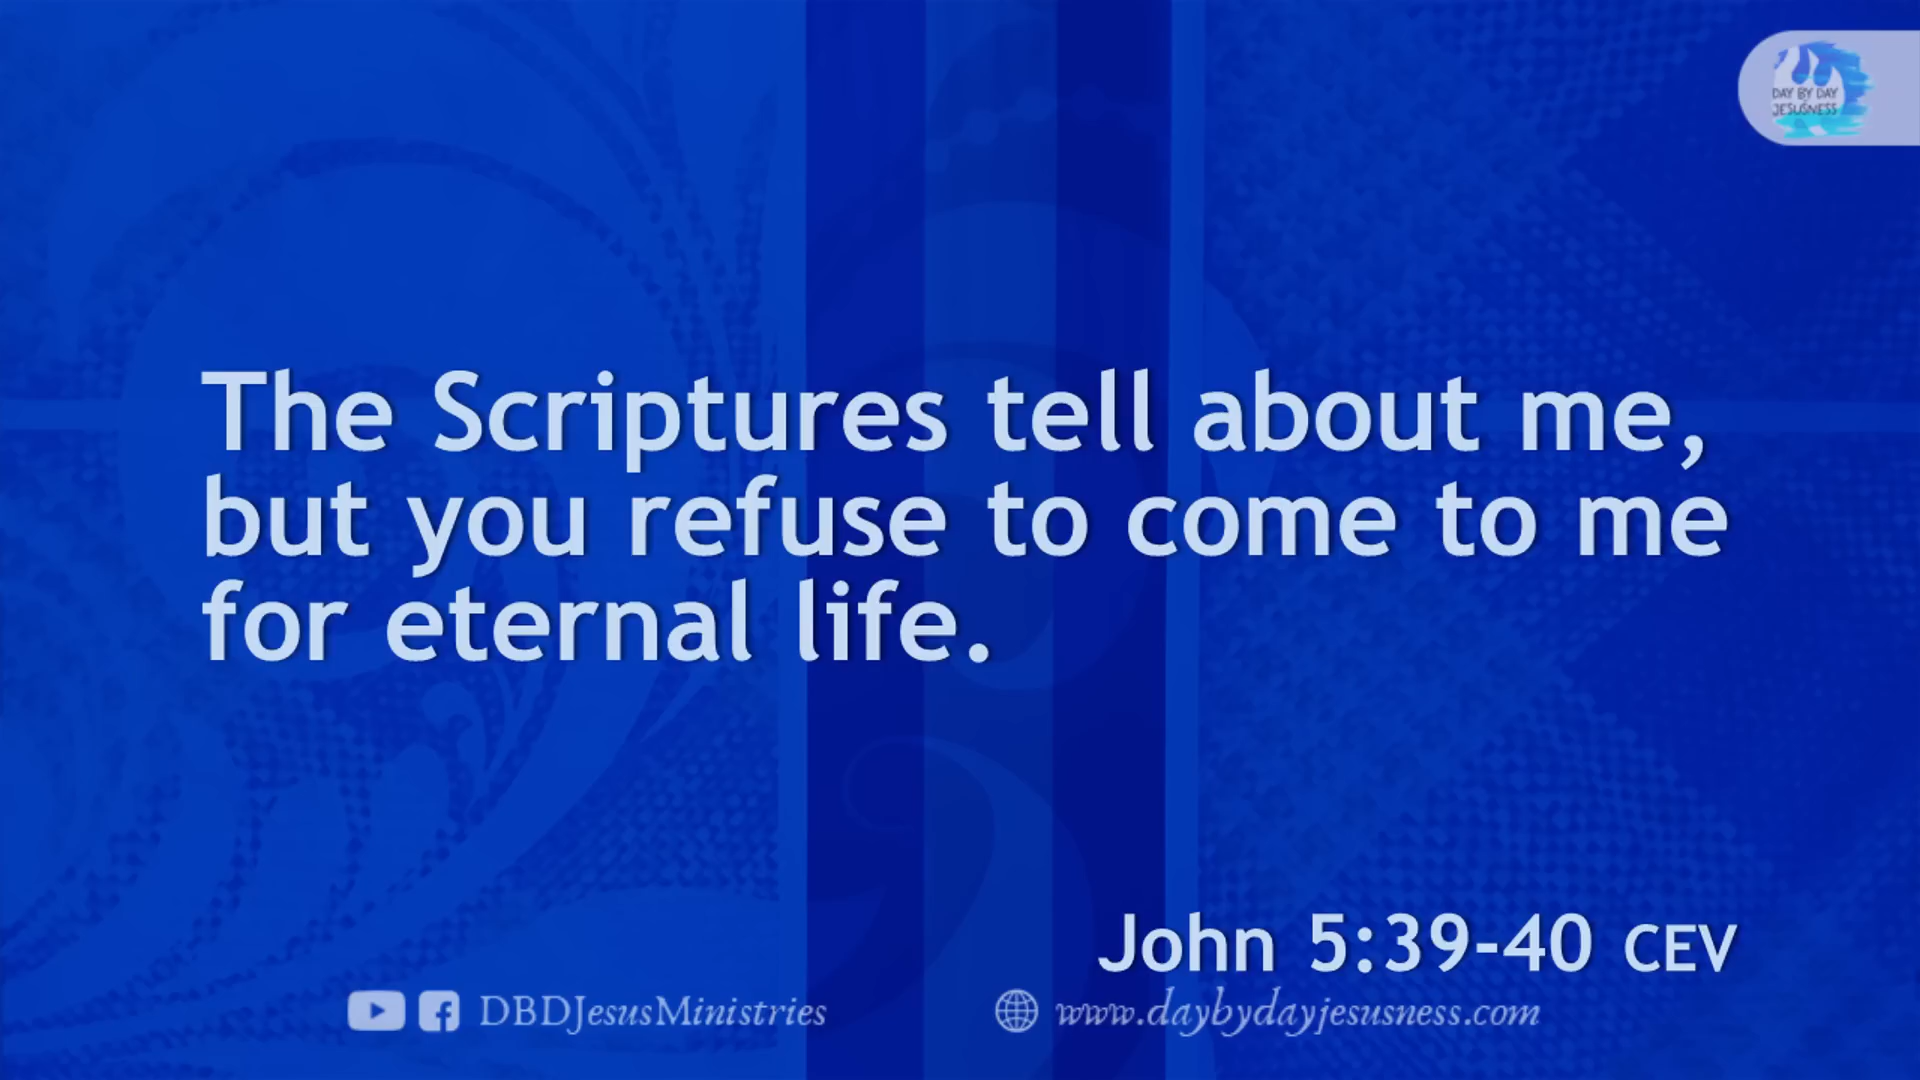 DAY BY DAY
JESUSNESS
The Scriptures tell about me,
but you refuse to come to me
for eternal life.
John 5:39-40 CEV
DBDJesusMinistries
www.daybydayjesusness.com